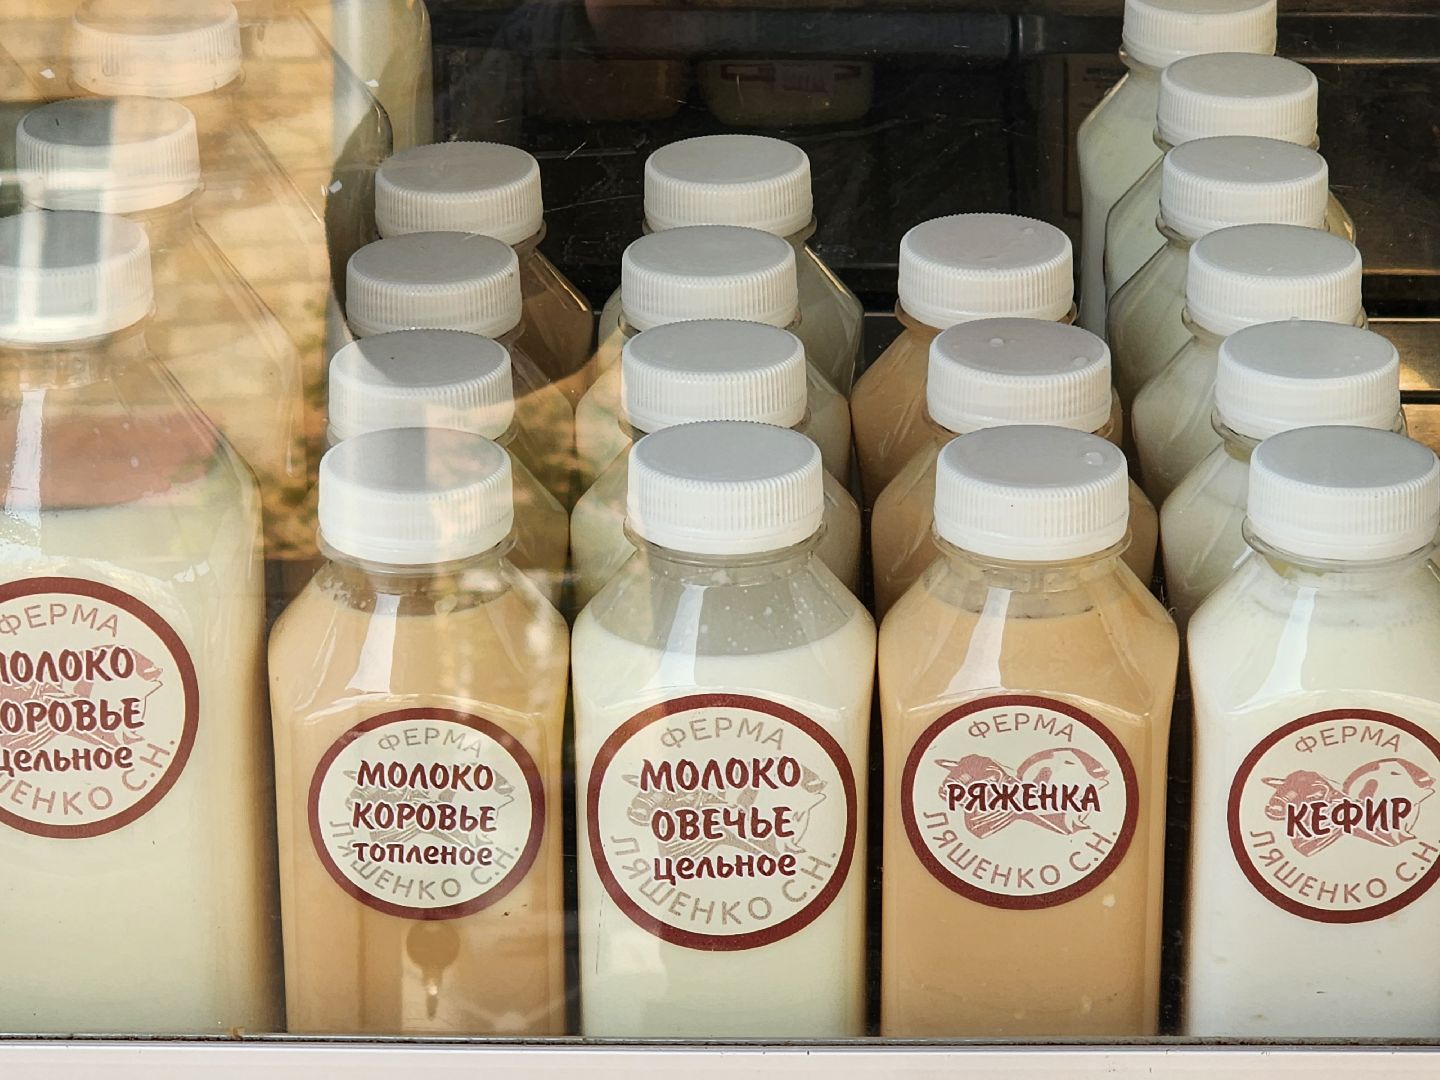 ФЕРМА
МОЛОКО
КОРОВЬЕ
цельное
ЛЯШЕНКО С.Н.
ФЕРМА
МОЛОКО
КОРОВЬЕ
топленое
ЛЯШЕНКО С.Н.
ФЕРМА
МОЛОКО
ОВЕЧЬЕ
цельное
ЛЯШЕНКО С.Н.
ФЕРМА
РЯЖЕНКА
ЛЯШЕНКО С.Н.
ФЕРМА
КЕФИР
ЛЯШЕНКО С.Н.